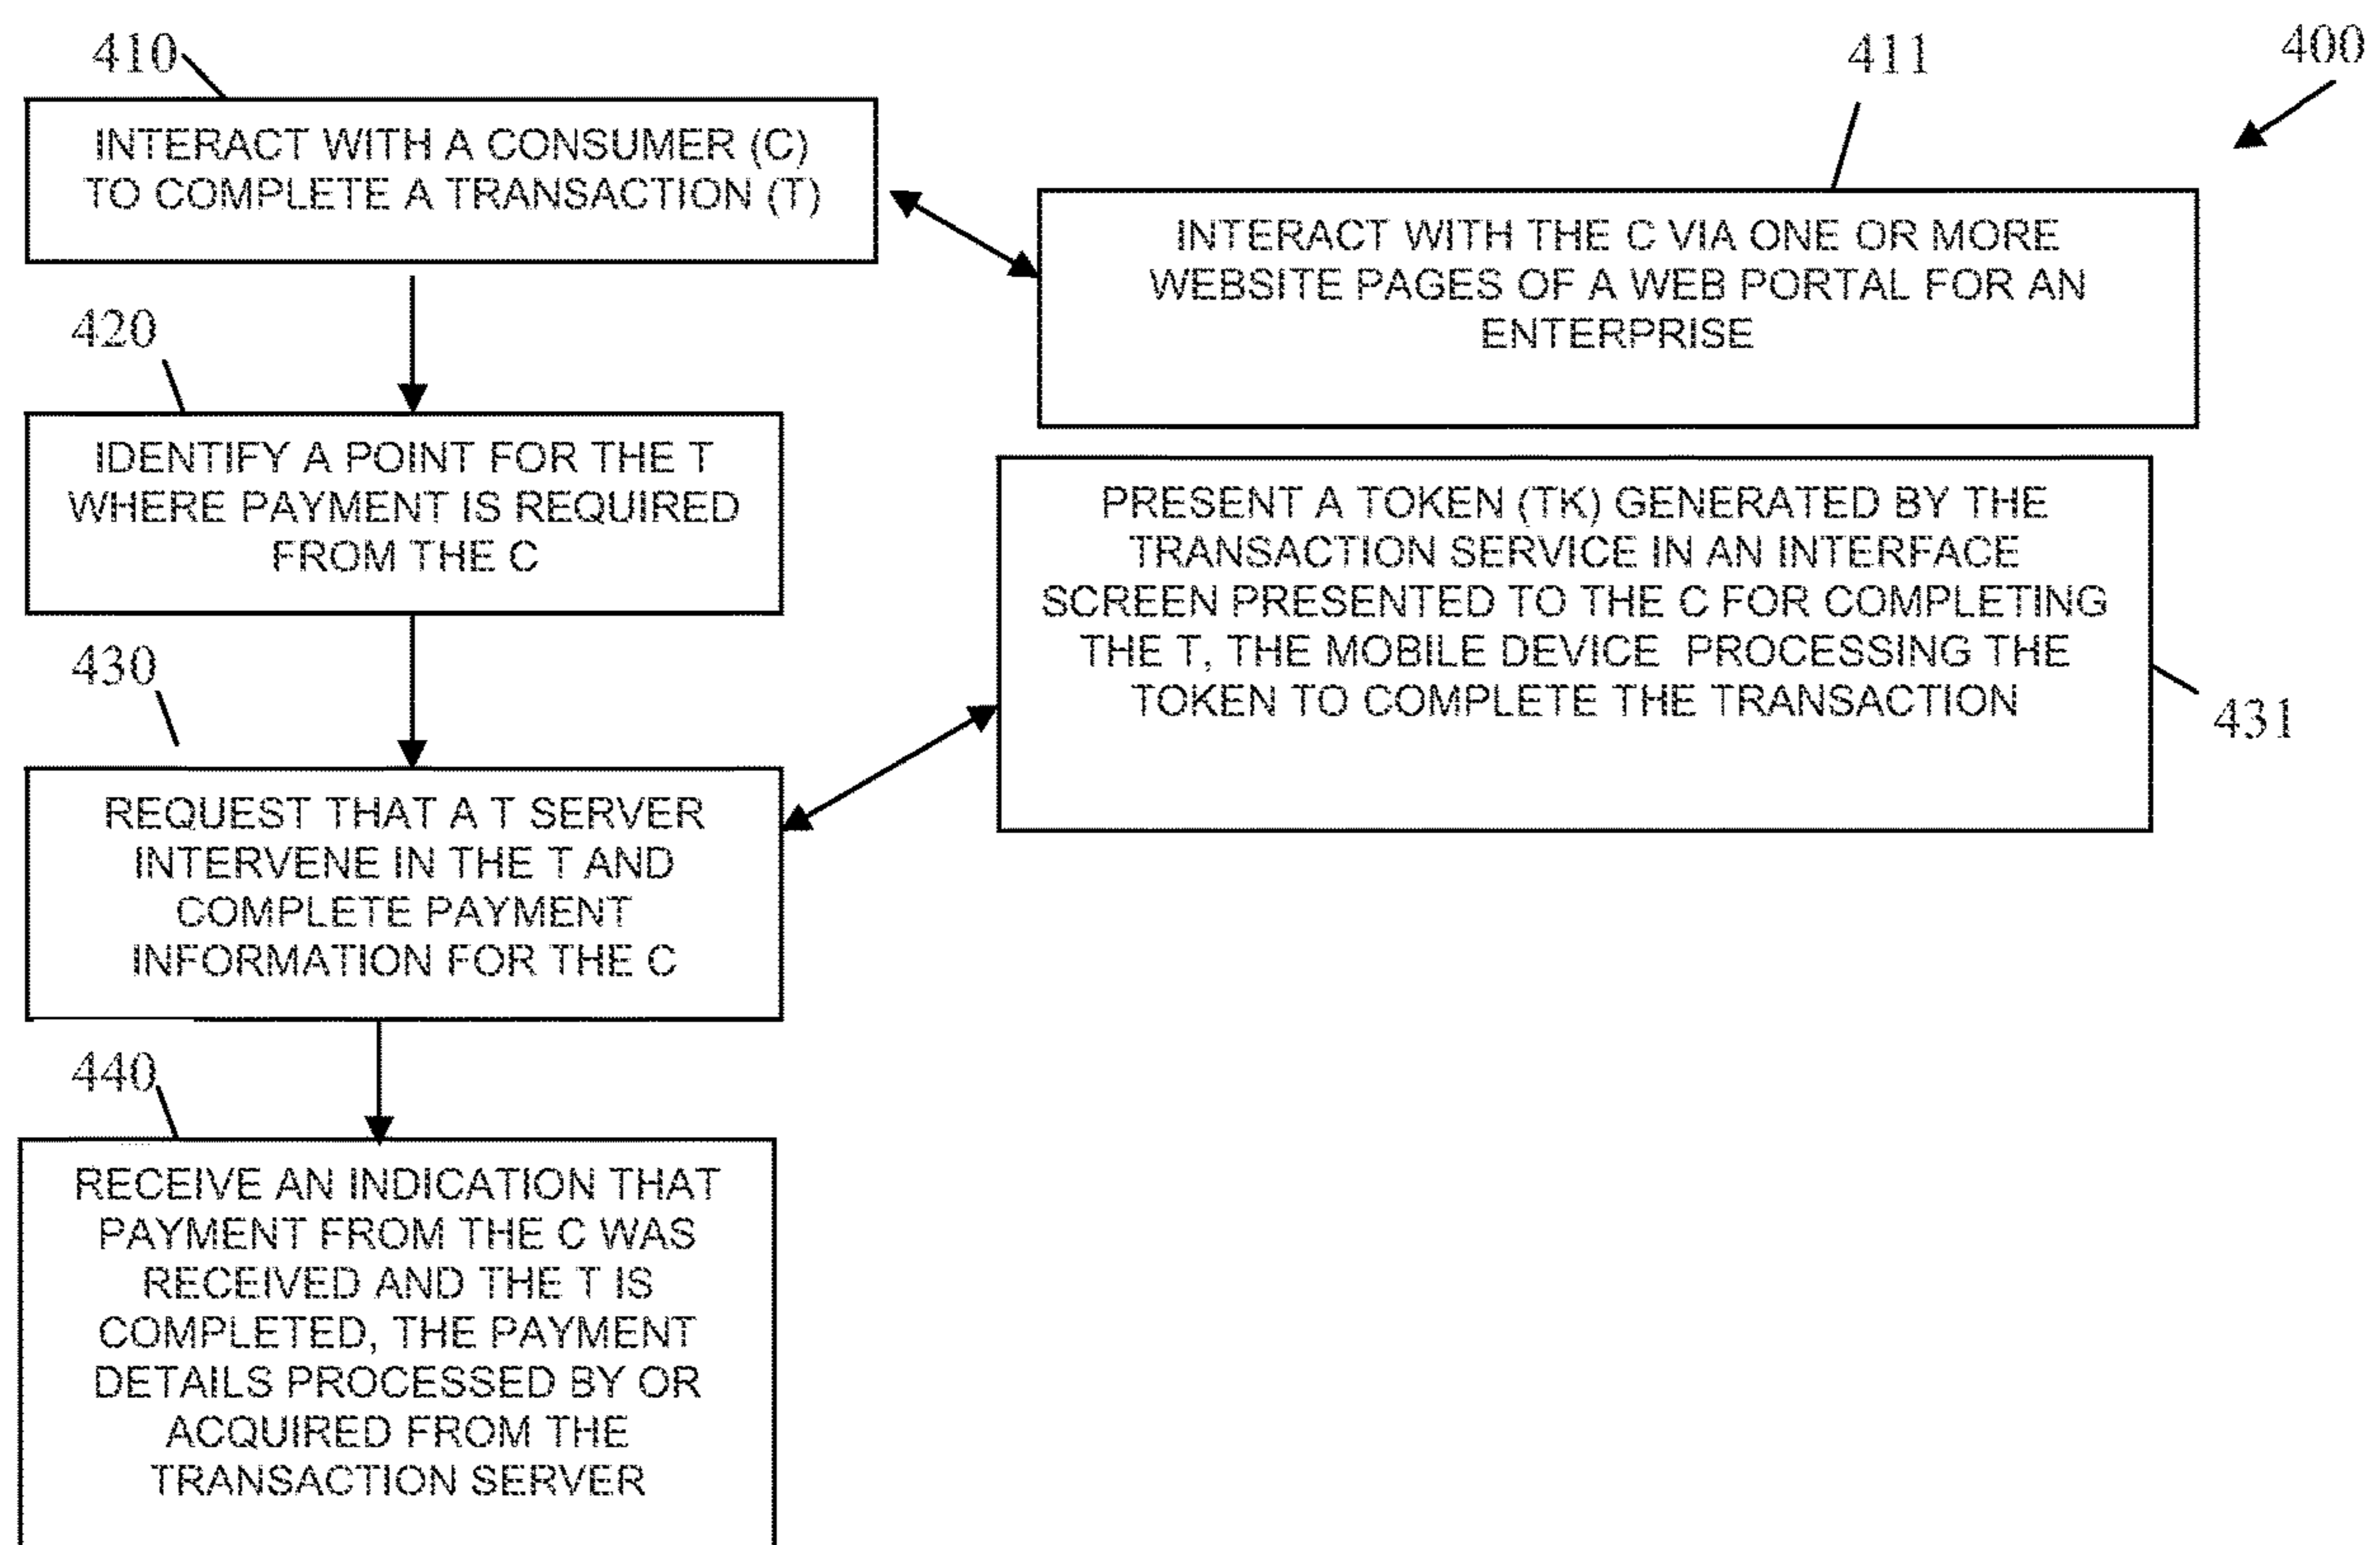 410
INTERACT WITH A CONSUMER (C)
TO COMPLETE A TRANSACTION (T)
411
400
INTERACT WITH THE C VIA ONE OR MORE
WEBSITE PAGES OF A WEB PORTAL FOR AN
ENTERPRISE
420
IDENTIFY A POINT FOR THE T
WHERE PAYMENT IS REQUIRED
FROM THE C
PRESENT A TOKEN (TK) GENERATED BY THE
TRANSACTION SERVICE IN AN INTERFACE
SCREEN PRESENTED TO THE C FOR COMPLETING
THE T, THE MOBILE DEVICE PROCESSING THE
TOKEN TO COMPLETE THE TRANSACTION
431
430
REQUEST THAT A T SERVER
INTERVENE IN THE T AND
COMPLETE PAYMENT
INFORMATION FOR THE C
440
RECEIVE AN INDICATION THAT
PAYMENT FROM THE C WAS
RECEIVED AND THE T IS
COMPLETED, THE PAYMENT
DETAILS PROCESSED BY OR
ACQUIRED FROM THE
TRANSACTION SERVER